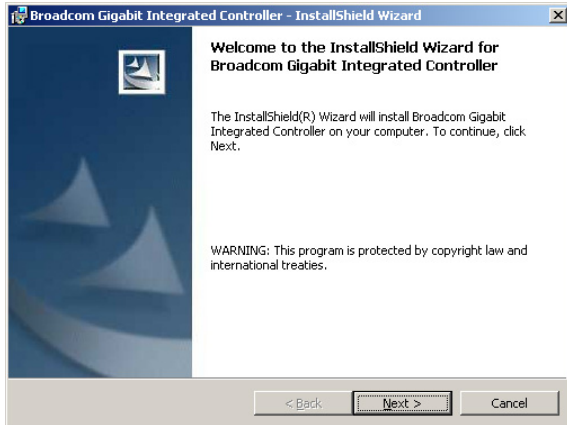 Broadcom Gigabit Integrated Controller - InstallShield Wizard
Welcome to the InstallShield Wizard for
Broadcom Gigabit Integrated Controller
The InstallShield(R) Wizard will install Broadcom Gigabit
Integrated Controller on your computer. To continue, click
Next.
WARNING: This program is protected by copyright law and
international treaties.
< Back Next > Cancel